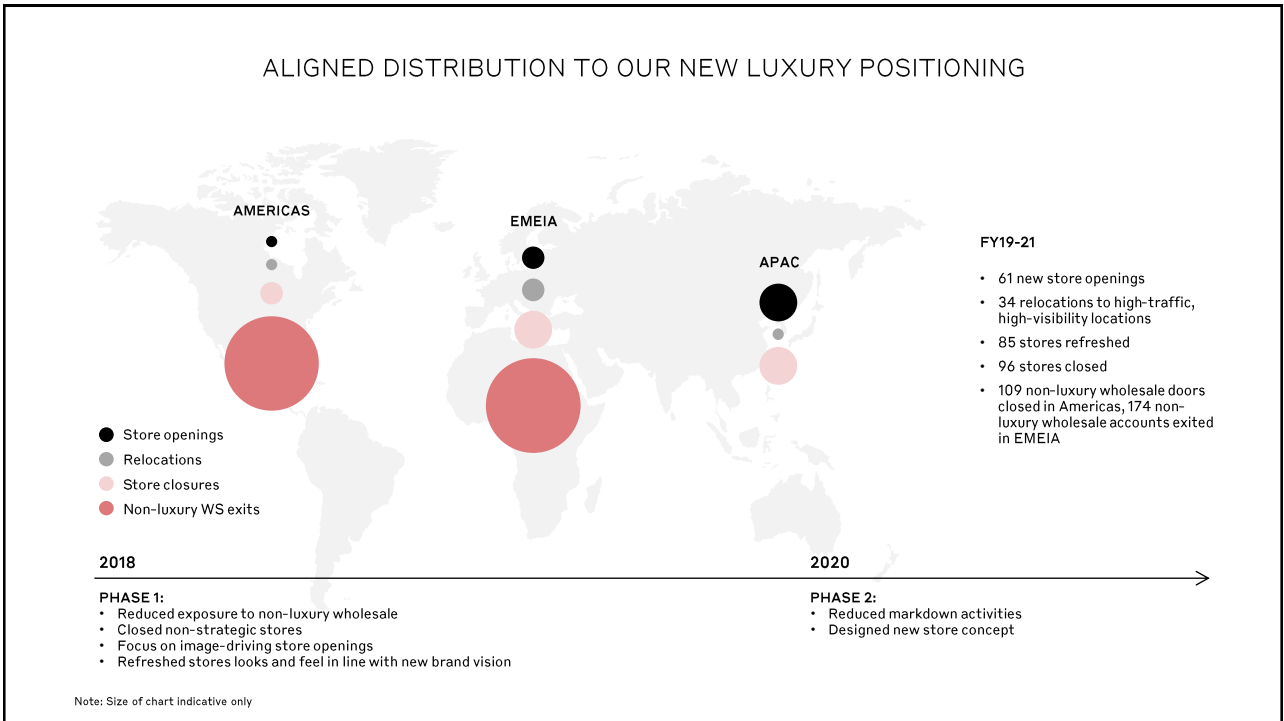 ALIGNED DISTRIBUTION TO OUR NEW LUXURY POSITIONING
AMERICAS
EMEIA
APAC
FY19-21
• 61 new store openings
• 34 relocations to high-traffic,
high-visibility locations
• 85 stores refreshed
• 96 stores closed
• 109 non-luxury wholesale doors
closed in Americas, 174 non-
luxury wholesale accounts exited
in EMEIA
Store openings
Relocations
Store closures
Non-luxury WS exits
2018
PHASE 1:
• Reduced exposure to non-luxury wholesale
• Closed non-strategic stores
• Focus on image-driving store openings
• Refreshed stores looks and feel in line with new brand vision
2020
PHASE 2:
• Reduced markdown activities
• Designed new store concept
Note: Size of chart indicative only